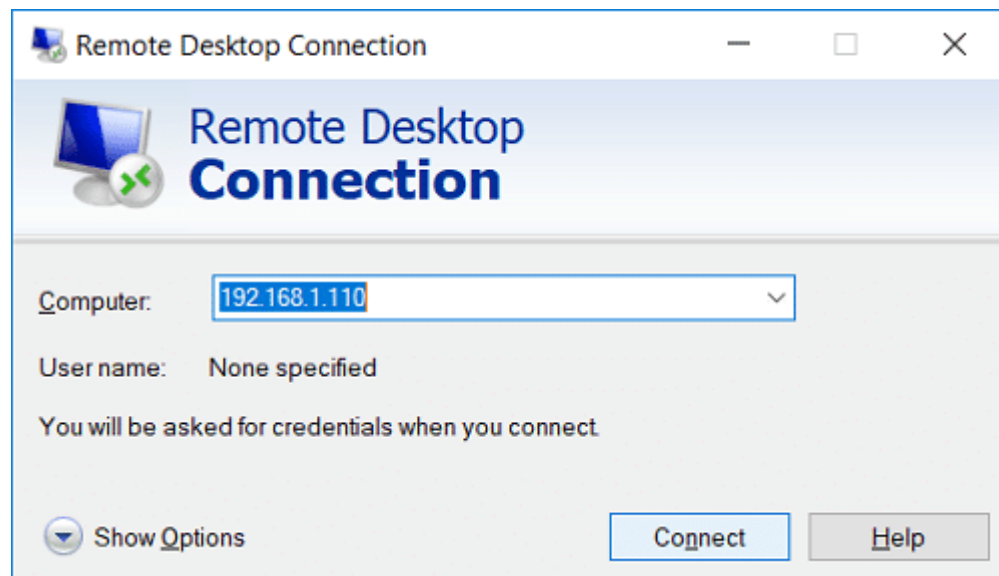 Remote Desktop Connection
Remote Desktop
Connection
Computer: 192.168.1.110
User name: None specified
You will be asked for credentials when you connect.
Show Options Connect Help